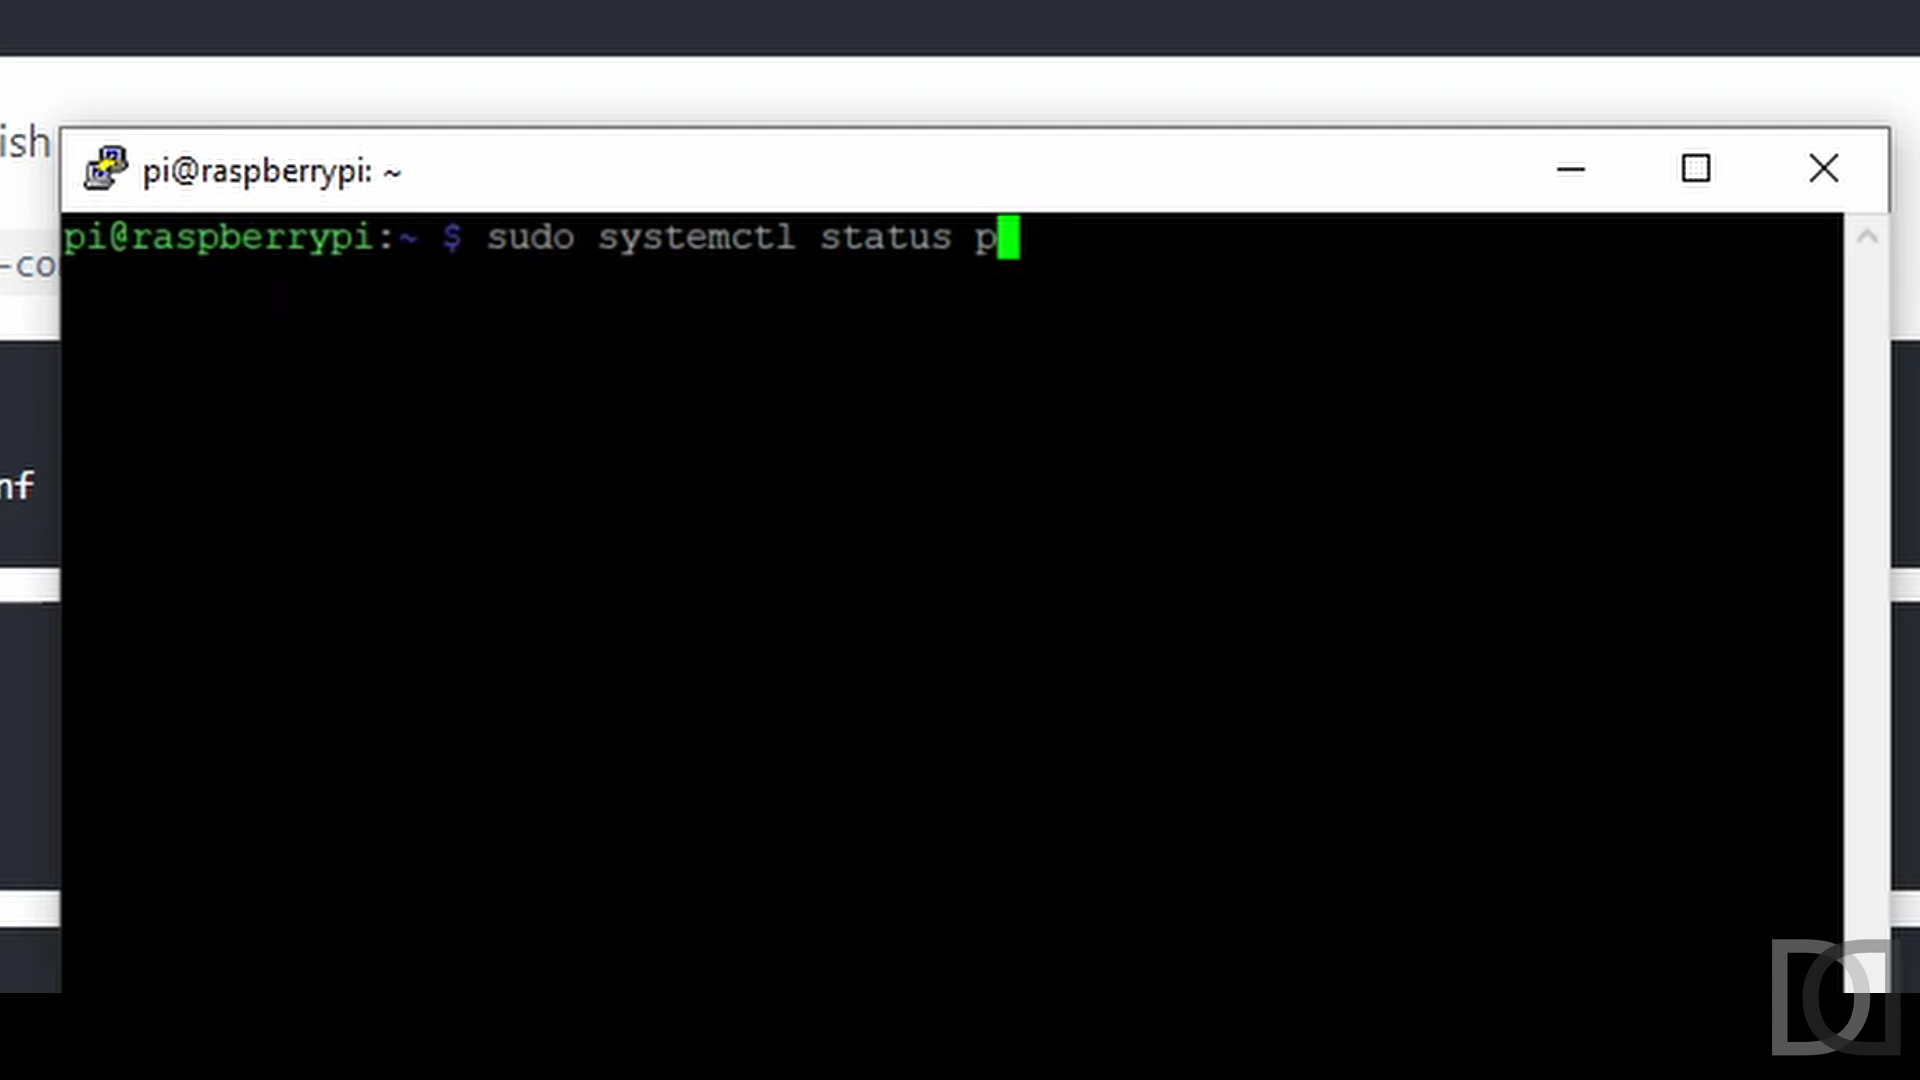 ish
pi@raspberrypi: ~
pi@raspberrypi:~ $ sudo systemctl status p
-co
nf